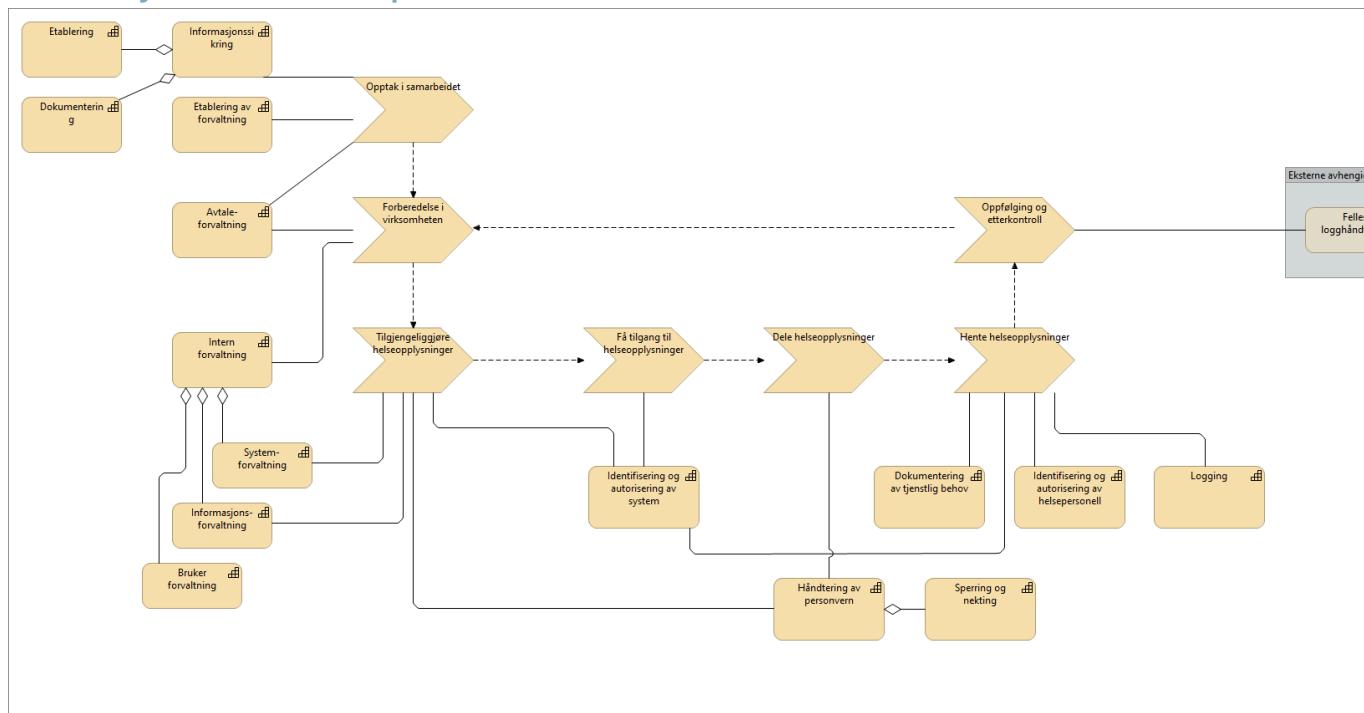 Etablering
Informasjonssi
kring
Opptak i samarbeidet
Dokumenterin
g
Etablering av
forvaltning
Eksterne avhengi
Avtale-
forvaltning
Forberedelse i
virksomheten
Oppfølging og
etterkontroll
Felles
logghåndt
Intern
forvaltning
Tilgjengeliggjøre
helseopplysninger
Få tilgang til
helseopplysninger
Dele helseopplysninger
Hente helseopplysninger
System-
forvaltning
Identifisering og
autorisering av
system
Dokumentering
av tjenstlig behov
Identifisering og
autorisering av
helsepersonell
Logging
Informasjons-
forvaltning
Bruker
forvaltning
Håndtering av
personvern
Sperring og
nekting